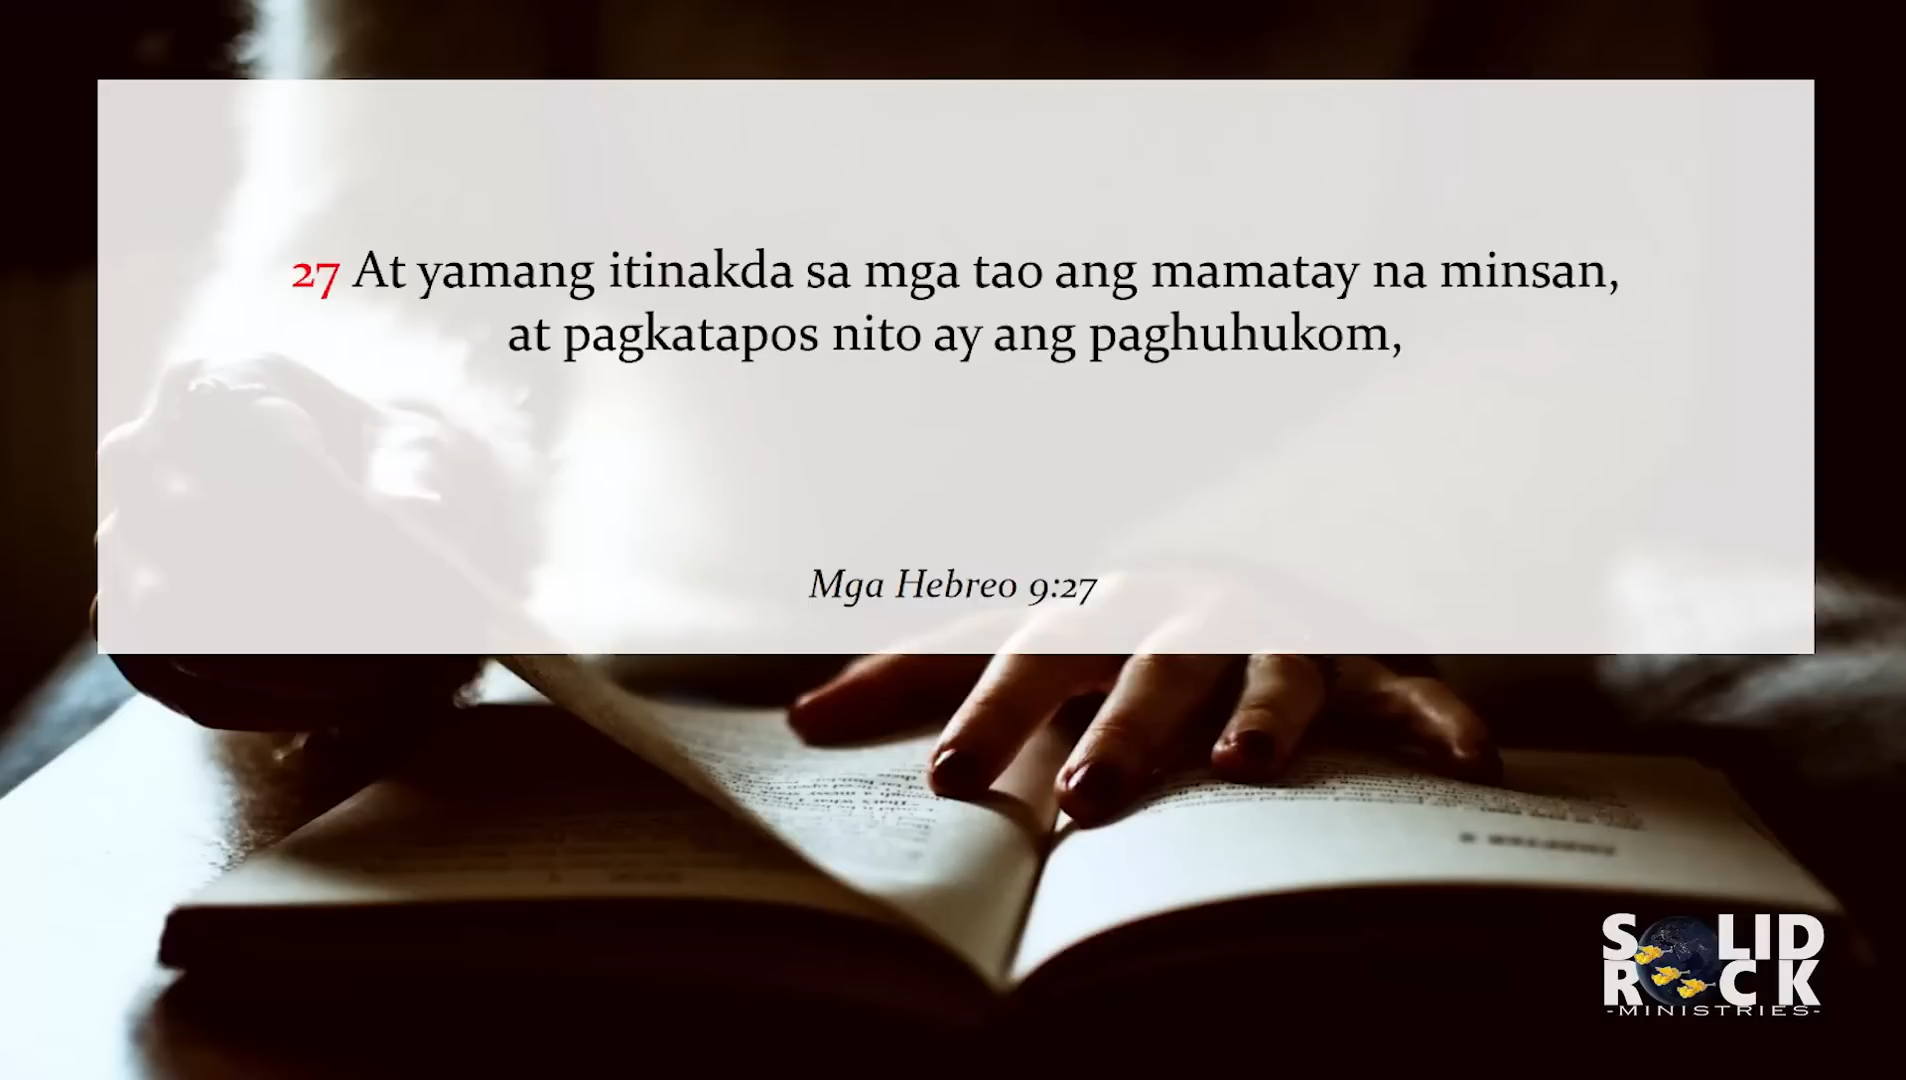 27 At yamang itinakda sa mga tao ang mamatay na minsan,
at pagkatapos nito ay ang paghuhukom,
Mga Hebreo 9:27
SOLID
ROCK
-MINISTRIES-